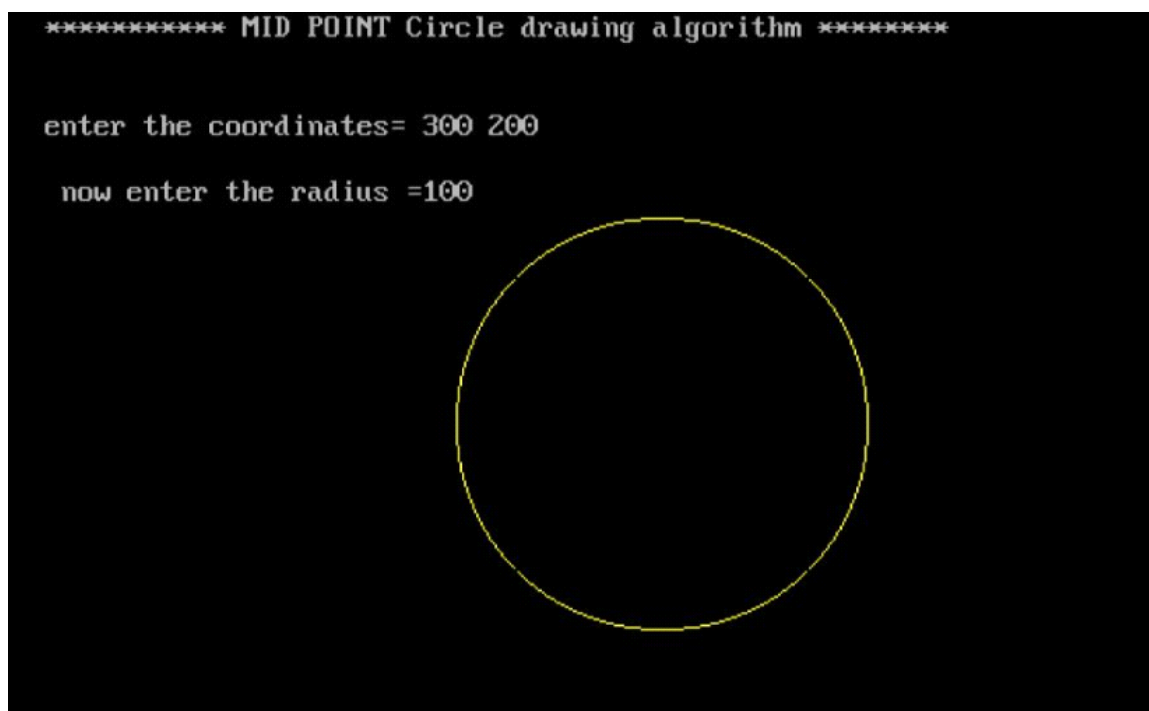 *********** MID POINT Circle drawing algorithm ********
enter the coordinates= 300 200
now enter the radius =100